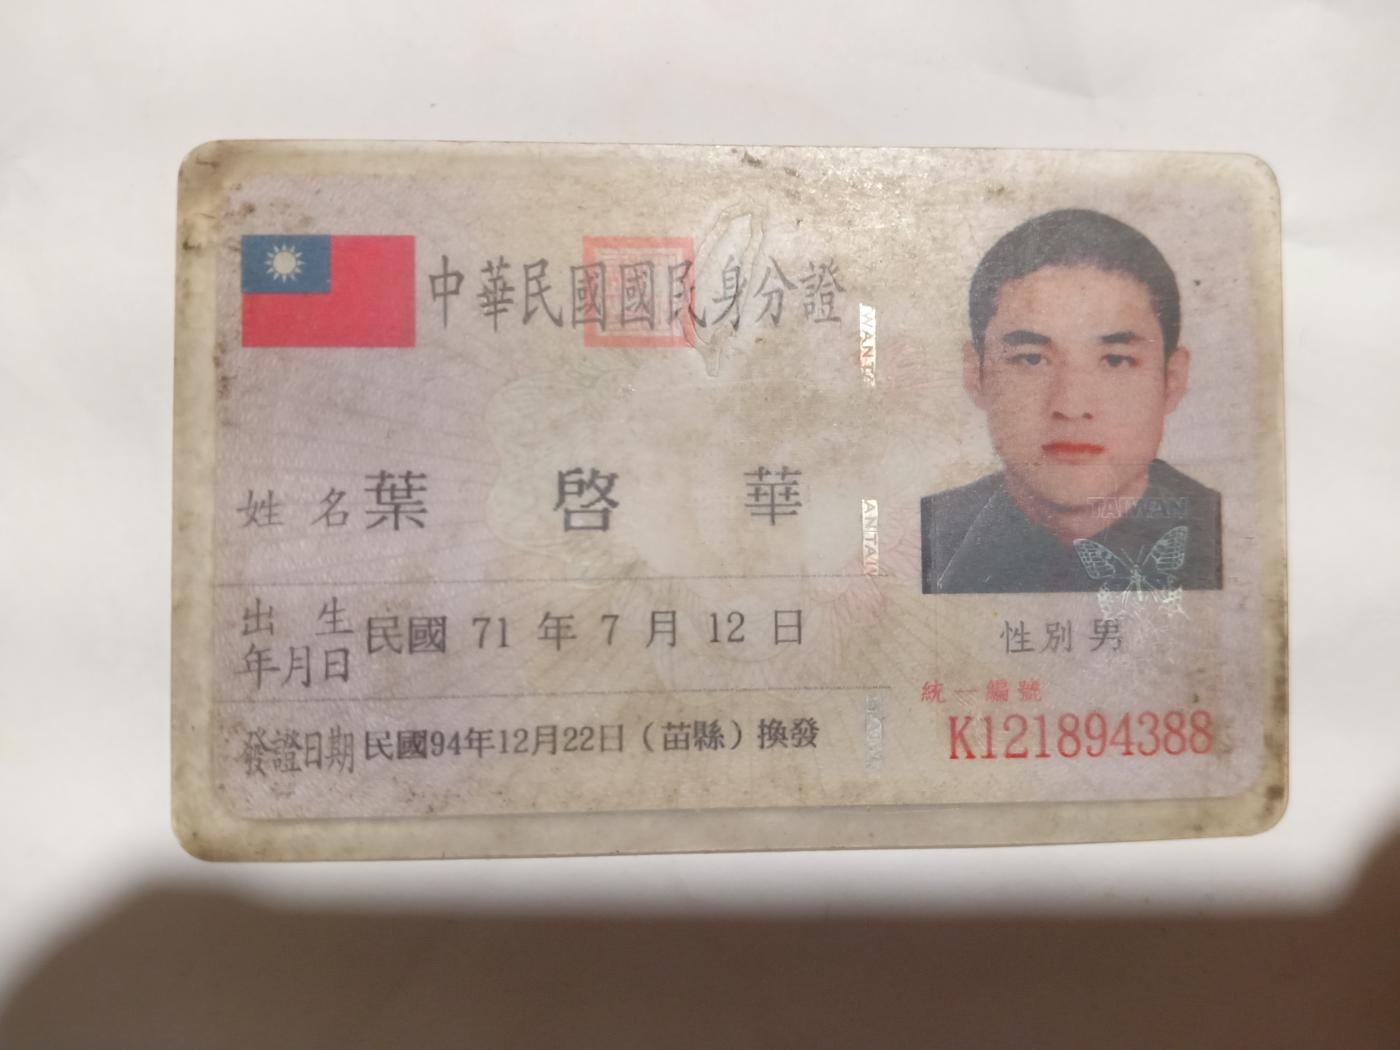 中華民國國民身分證
姓名 葉啓華
出生年月日 民國 71 年 7 月 12 日
發證日期 民國94年12月22日（苗縣）換發
TAIWAN
性別 男
統一編號
K121894388